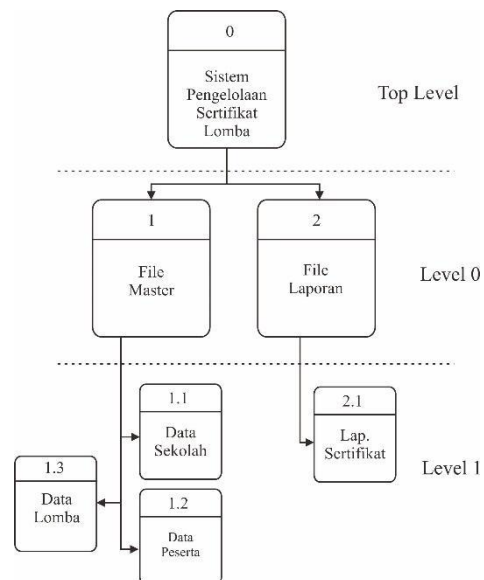 0
Sistem
Pengelolaan
Sertifikat
Lomba
Top Level
1
File
Master
2
File
Laporan
Level 0
1.1
Data
Sekolah
2.1
Lap.
Sertifikat
Level 1
1.3
Data
Lomba
1.2
Data
Peserta